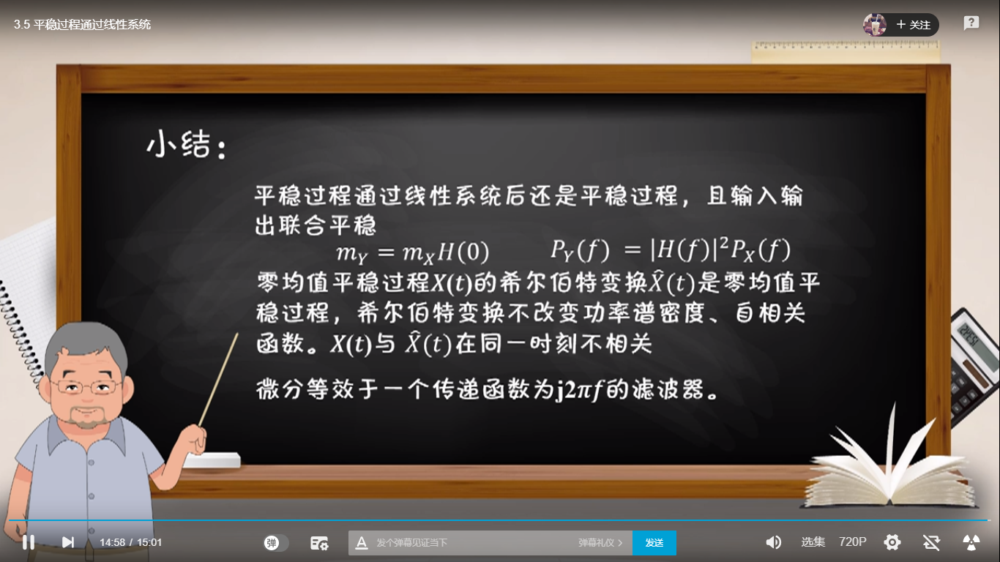 3.5 平稳过程通过线性系统
+ 关注
小结：
平稳过程通过线性系统后还是平稳过程，且输入输
出联合平稳
m_Y = m_X H(0) P_Y(f) = |H(f)|²P_X(f)
零均值平稳过程X(t)的希尔伯特变换X̂(t)是零均值平
稳过程，希尔伯特变换不改变功率谱密度、自相关
函数。X(t)与 X̂(t)在同一时刻不相关
微分等效于一个传递函数为j2πf的滤波器。
14:58 / 15:01
弹
A 发个弹幕见证当下 弹幕礼仪 > 发送
选集 720P